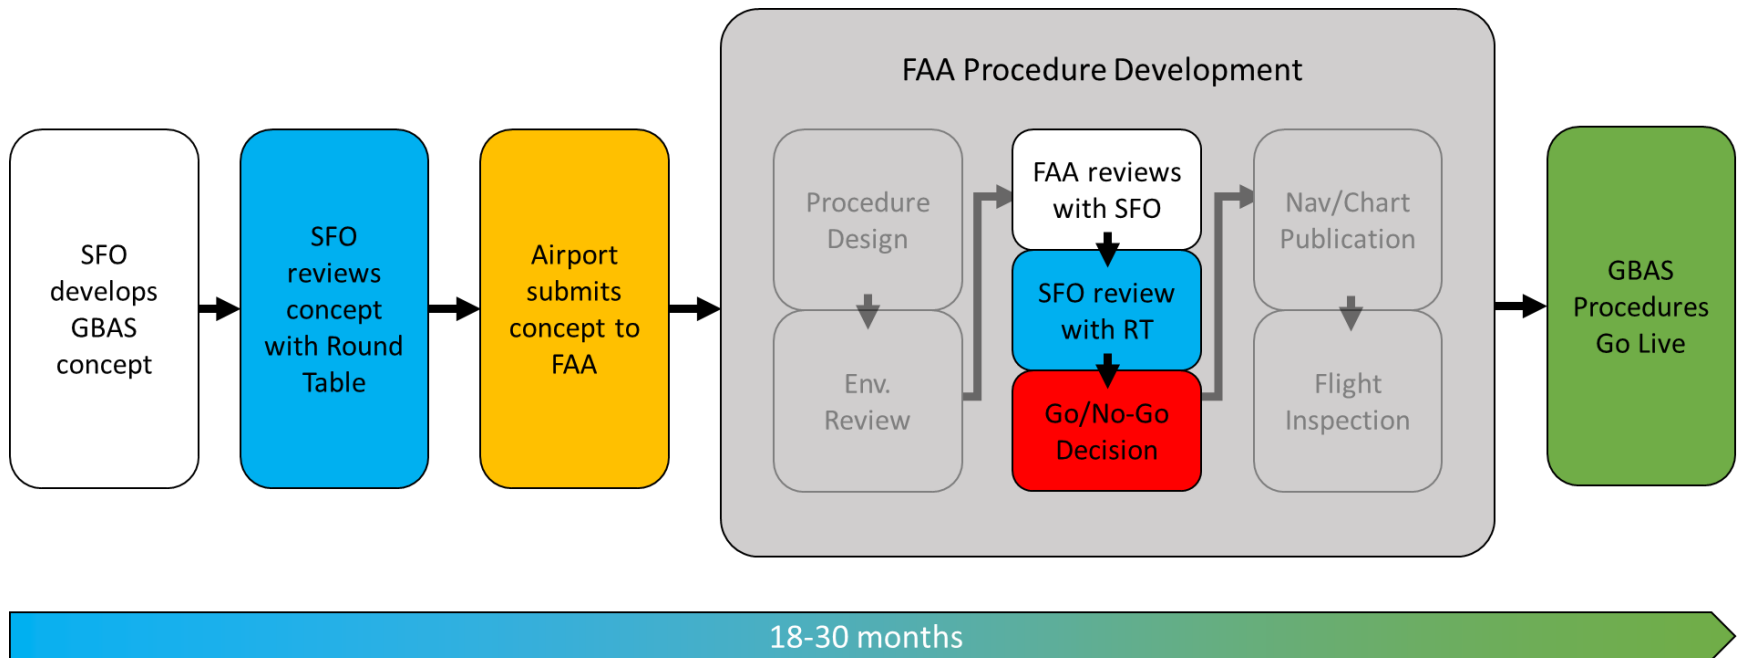 SFO
develops
GBAS
concept
SFO
reviews
concept
with Round
Table
Airport
submits
concept to
FAA
FAA Procedure Development
Procedure
Design
Env.
Review
FAA reviews
with SFO
SFO review
with RT
Go/No-Go
Decision
Nav/Chart
Publication
Flight
Inspection
GBAS
Procedures
Go Live
18-30 months